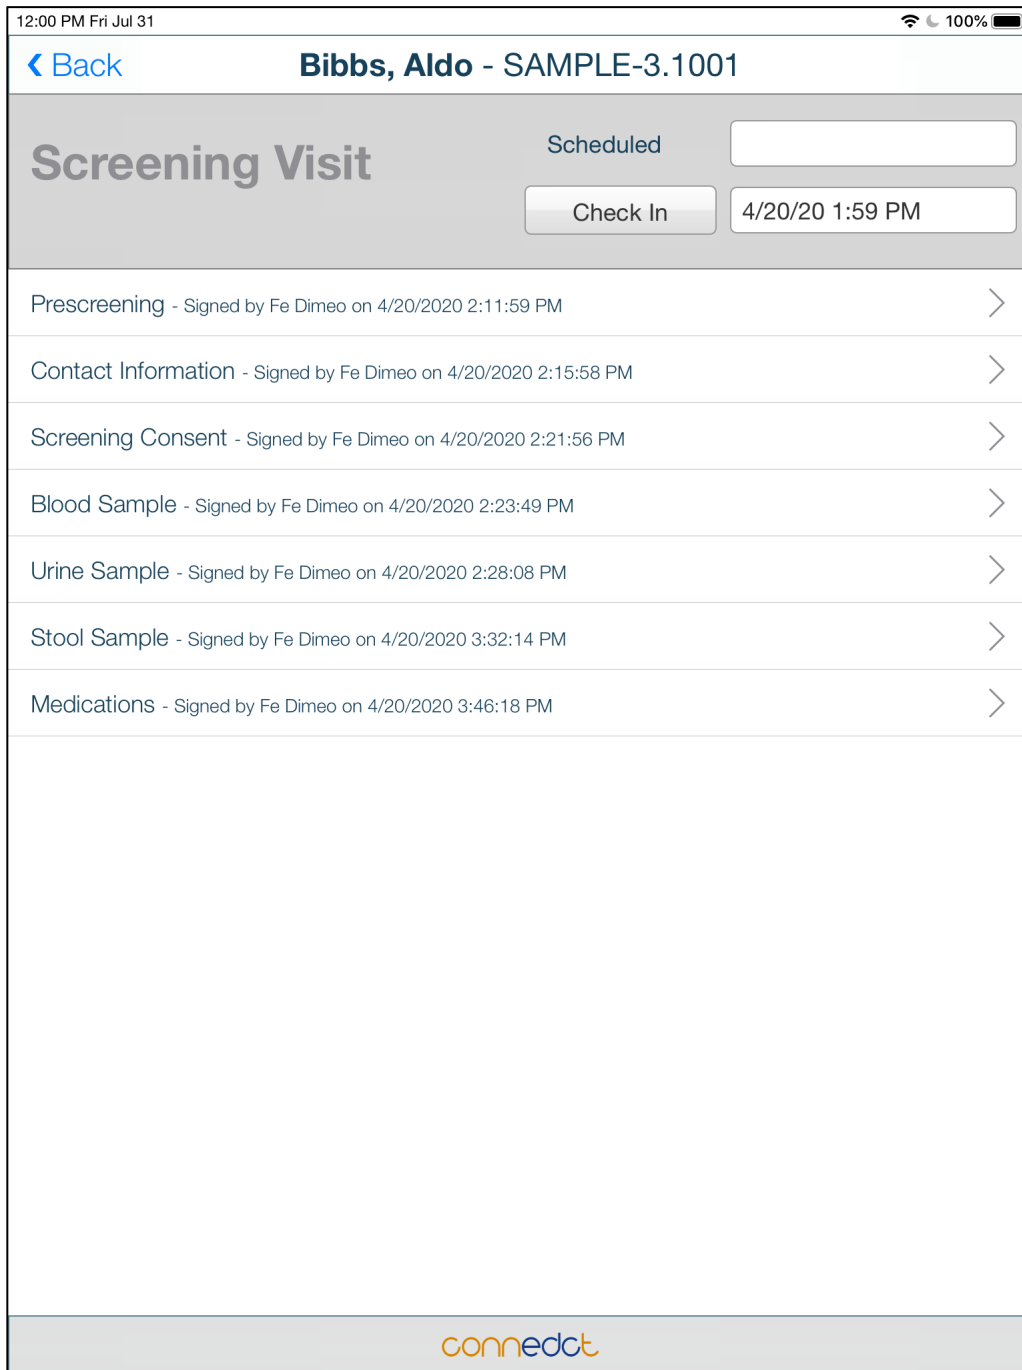 12:00 PM Fri Jul 31 100%
Back Bibbs, Aldo - SAMPLE-3.1001
Screening Visit
Scheduled
Check In 4/20/20 1:59 PM
Prescreening - Signed by Fe Dimeo on 4/20/2020 2:11:59 PM
Contact Information - Signed by Fe Dimeo on 4/20/2020 2:15:58 PM
Screening Consent - Signed by Fe Dimeo on 4/20/2020 2:21:56 PM
Blood Sample - Signed by Fe Dimeo on 4/20/2020 2:23:49 PM
Urine Sample - Signed by Fe Dimeo on 4/20/2020 2:28:08 PM
Stool Sample - Signed by Fe Dimeo on 4/20/2020 3:32:14 PM
Medications - Signed by Fe Dimeo on 4/20/2020 3:46:18 PM
connedct